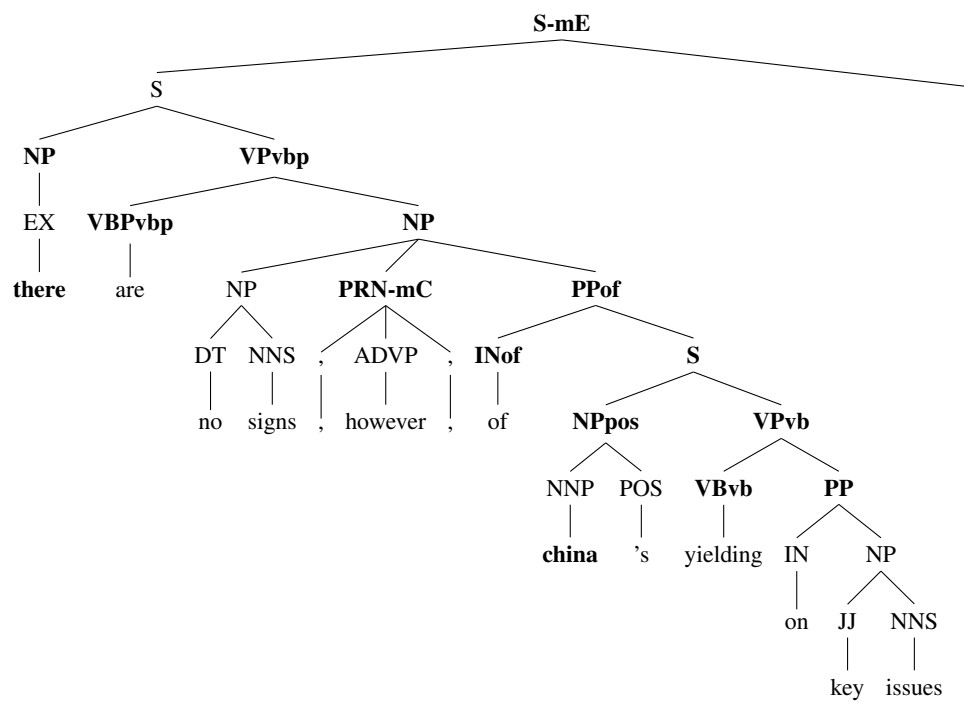 S-mE
S
NP VPvbp
EX VBPvbp NP
there are NP PRN-mC PPof
DT NNS , ADVP , INof S
no signs , however , of NPpos VPvb
NNP POS VBvb PP
china 's yielding IN NP
on JJ NNS
key issues